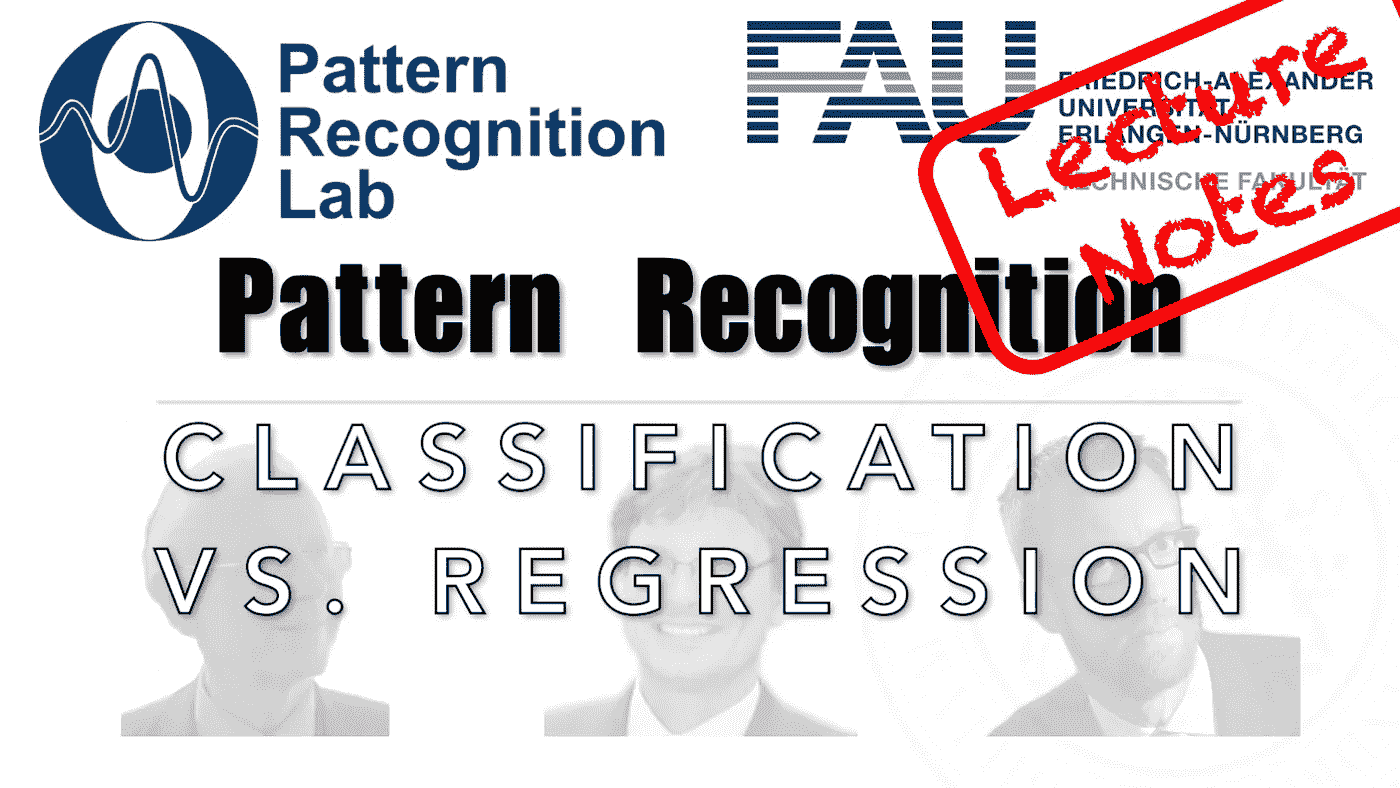 Pattern
Recognition
Lab
FAU
FRIEDRICH-ALEXANDER
UNIVERSITÄT
ERLANGEN-NÜRNBERG
TECHNISCHE FAKULTÄT
Lecture
Notes
Pattern Recognition
CLASSIFICATION
VS. REGRESSION